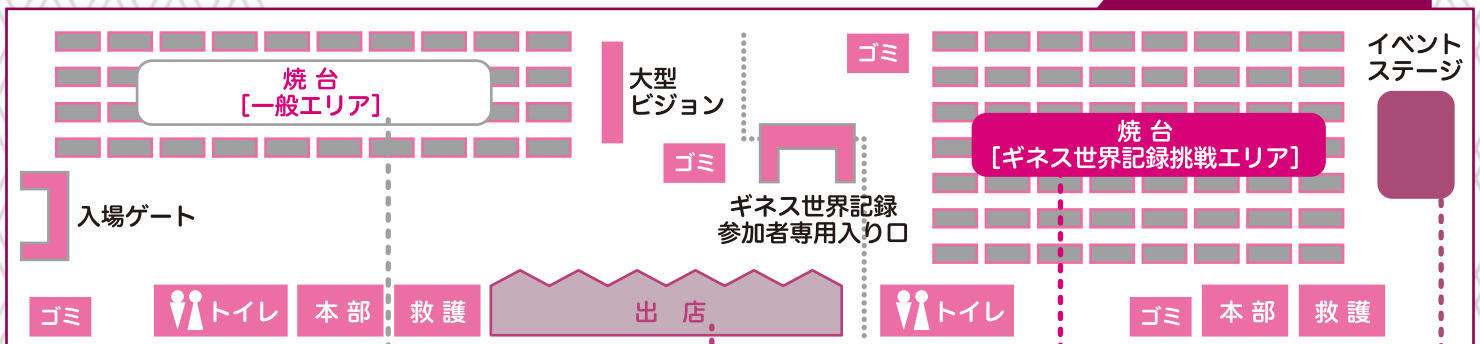 焼台
[一般エリア]
大型
ビジョン
ゴミ
イベント
ステージ
焼台
[ギネス世界記録挑戦エリア]
ゴミ
入場ゲート
ギネス世界記録
参加者専用入り口
ゴミ
トイレ
本部
救護
出店
トイレ
ゴミ
本部
救護